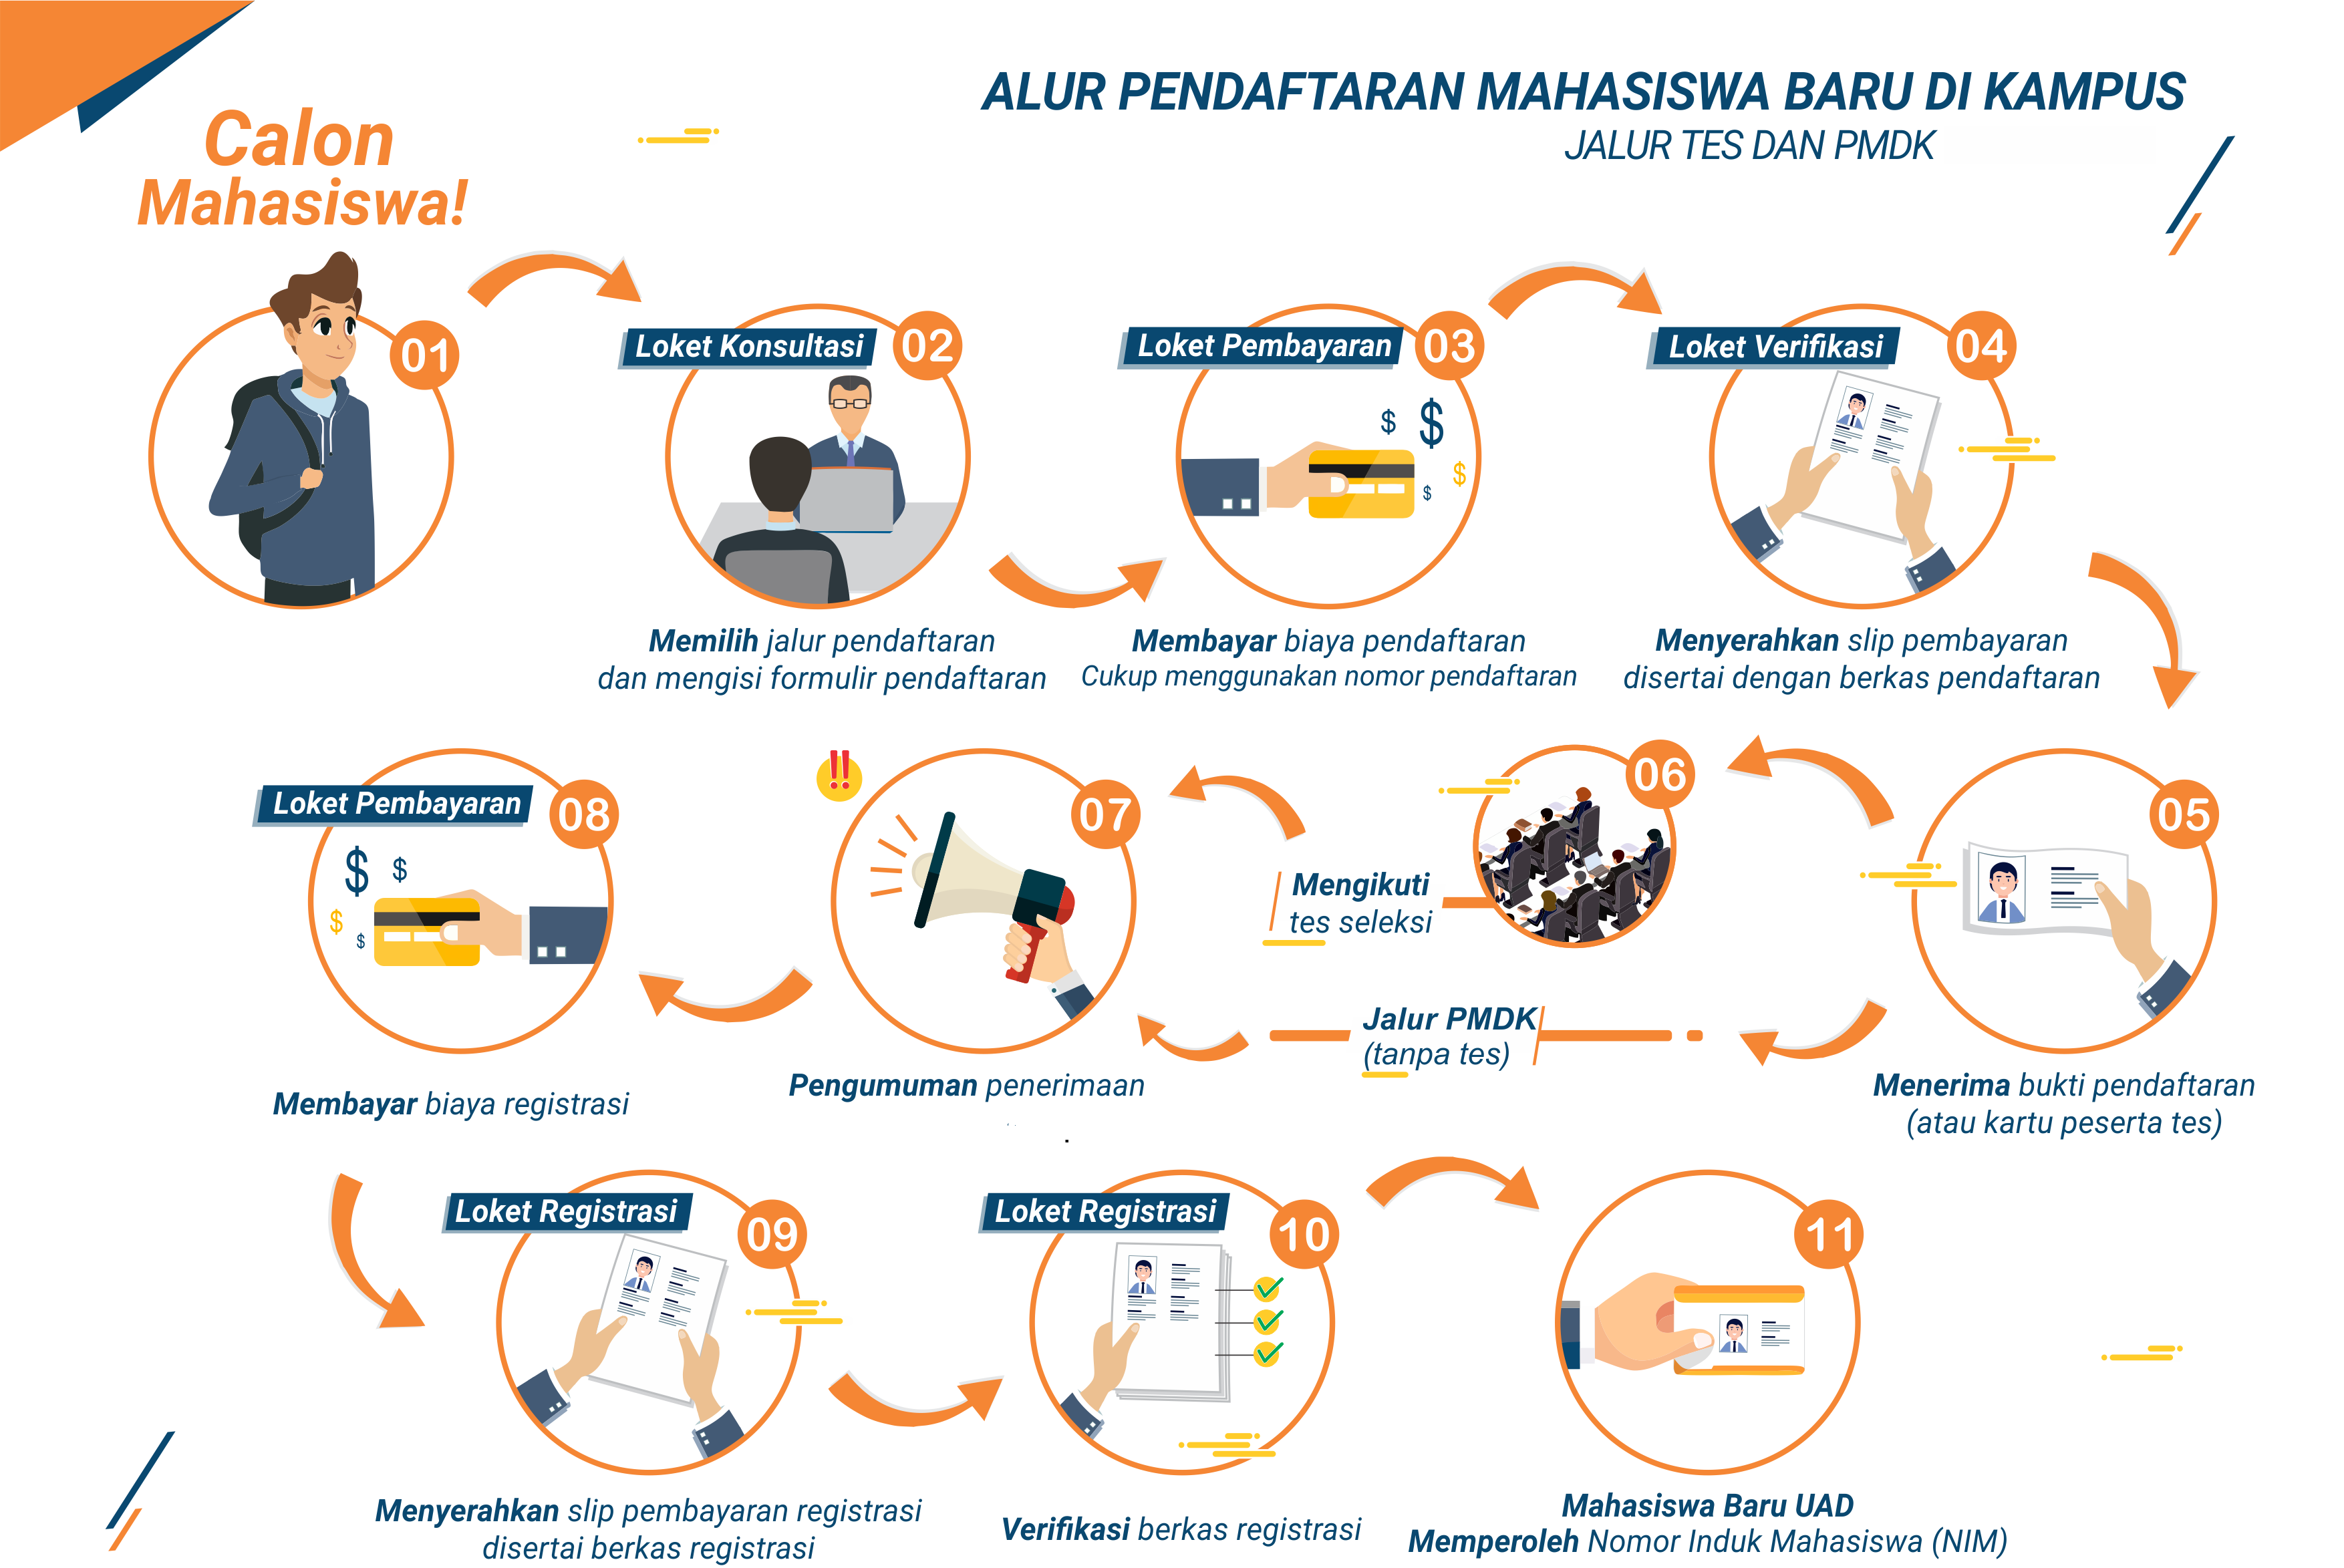 ALUR PENDAFTARAN MAHASISWA BARU DI KAMPUS
JALUR TES DAN PMDK
Calon
Mahasiswa!
01
Loket Konsultasi
02
Memilih jalur pendaftaran
dan mengisi formulir pendaftaran
Loket Pembayaran
03
$ $
$
$
Membayar biaya pendaftaran
Cukup menggunakan nomor pendaftaran
Loket Verifikasi
04
Menyerahkan slip pembayaran
disertai dengan berkas pendaftaran
05
Menerima bukti pendaftaran
(atau kartu peserta tes)
06
Mengikuti
tes seleksi
Jalur PMDK
(tanpa tes)
!!
07
Pengumuman penerimaan
Loket Pembayaran
08
$ $
$
$
Membayar biaya registrasi
Loket Registrasi
09
Menyerahkan slip pembayaran registrasi
disertai berkas registrasi
Loket Registrasi
10
Verifikasi berkas registrasi
11
Mahasiswa Baru UAD
Memperoleh Nomor Induk Mahasiswa (NIM)